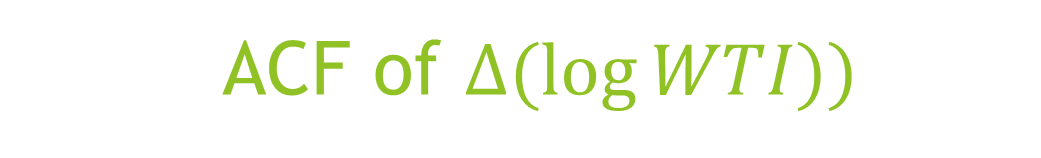 ACF of Δ(log WTI))